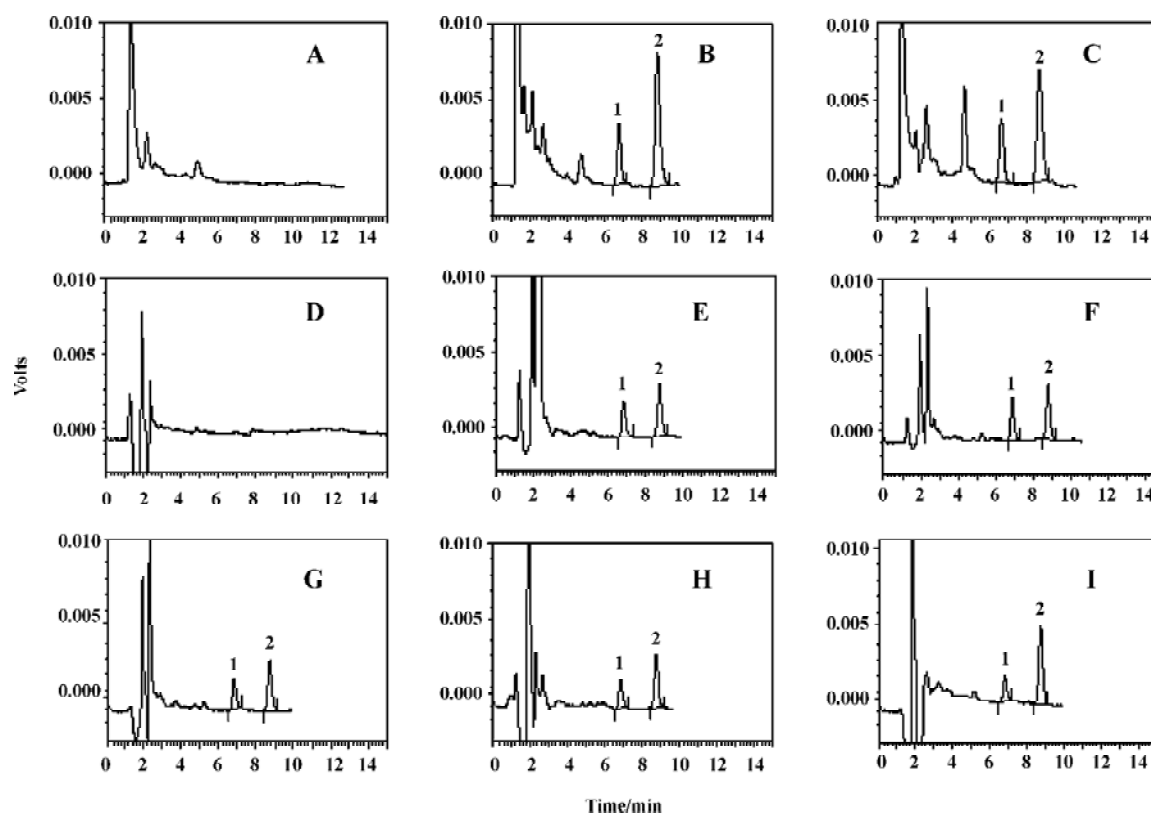 0.010 0.010 0.010
A B C
2 2
1 1
0.005 0.005 0.005
0.000 0.000 0.000
0 2 4 6 8 10 12 14 0 2 4 6 8 10 12 14 0 2 4 6 8 10 12 14
0.010 0.010 0.010
D E F
0.005 0.005 0.005
1 2 1 2
0.000 0.000 0.000
0 2 4 6 8 10 12 14 0 2 4 6 8 10 12 14 0 2 4 6 8 10 12 14
Volts
0.010 0.010 0.010
G H I
0.005 0.005 0.005
1 2 1 2 1 2
0.000 0.000 0.000
0 2 4 6 8 10 12 14 0 2 4 6 8 10 12 14 0 2 4 6 8 10 12 14
Time/min